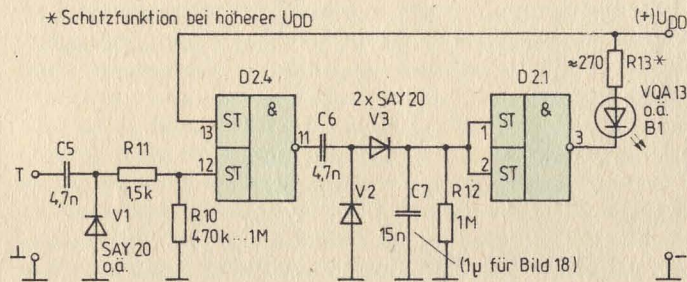 * Schutzfunktion bei höherer UDD
(+)UDD
D2.4
D2.1
≈270
R13*
VQA 13
o.ä.
B1
2 x SAY 20
C6
V3
&
&
ST
13
11
4,7n
1
ST
3
C5
R11
12
ST
2
ST
T
4,7n
1,5k
V1
R10
V2
C7
R12
SAY 20
o.ä.
470k...1M
15n
1M
⊥
(1µ für Bild 18)
-